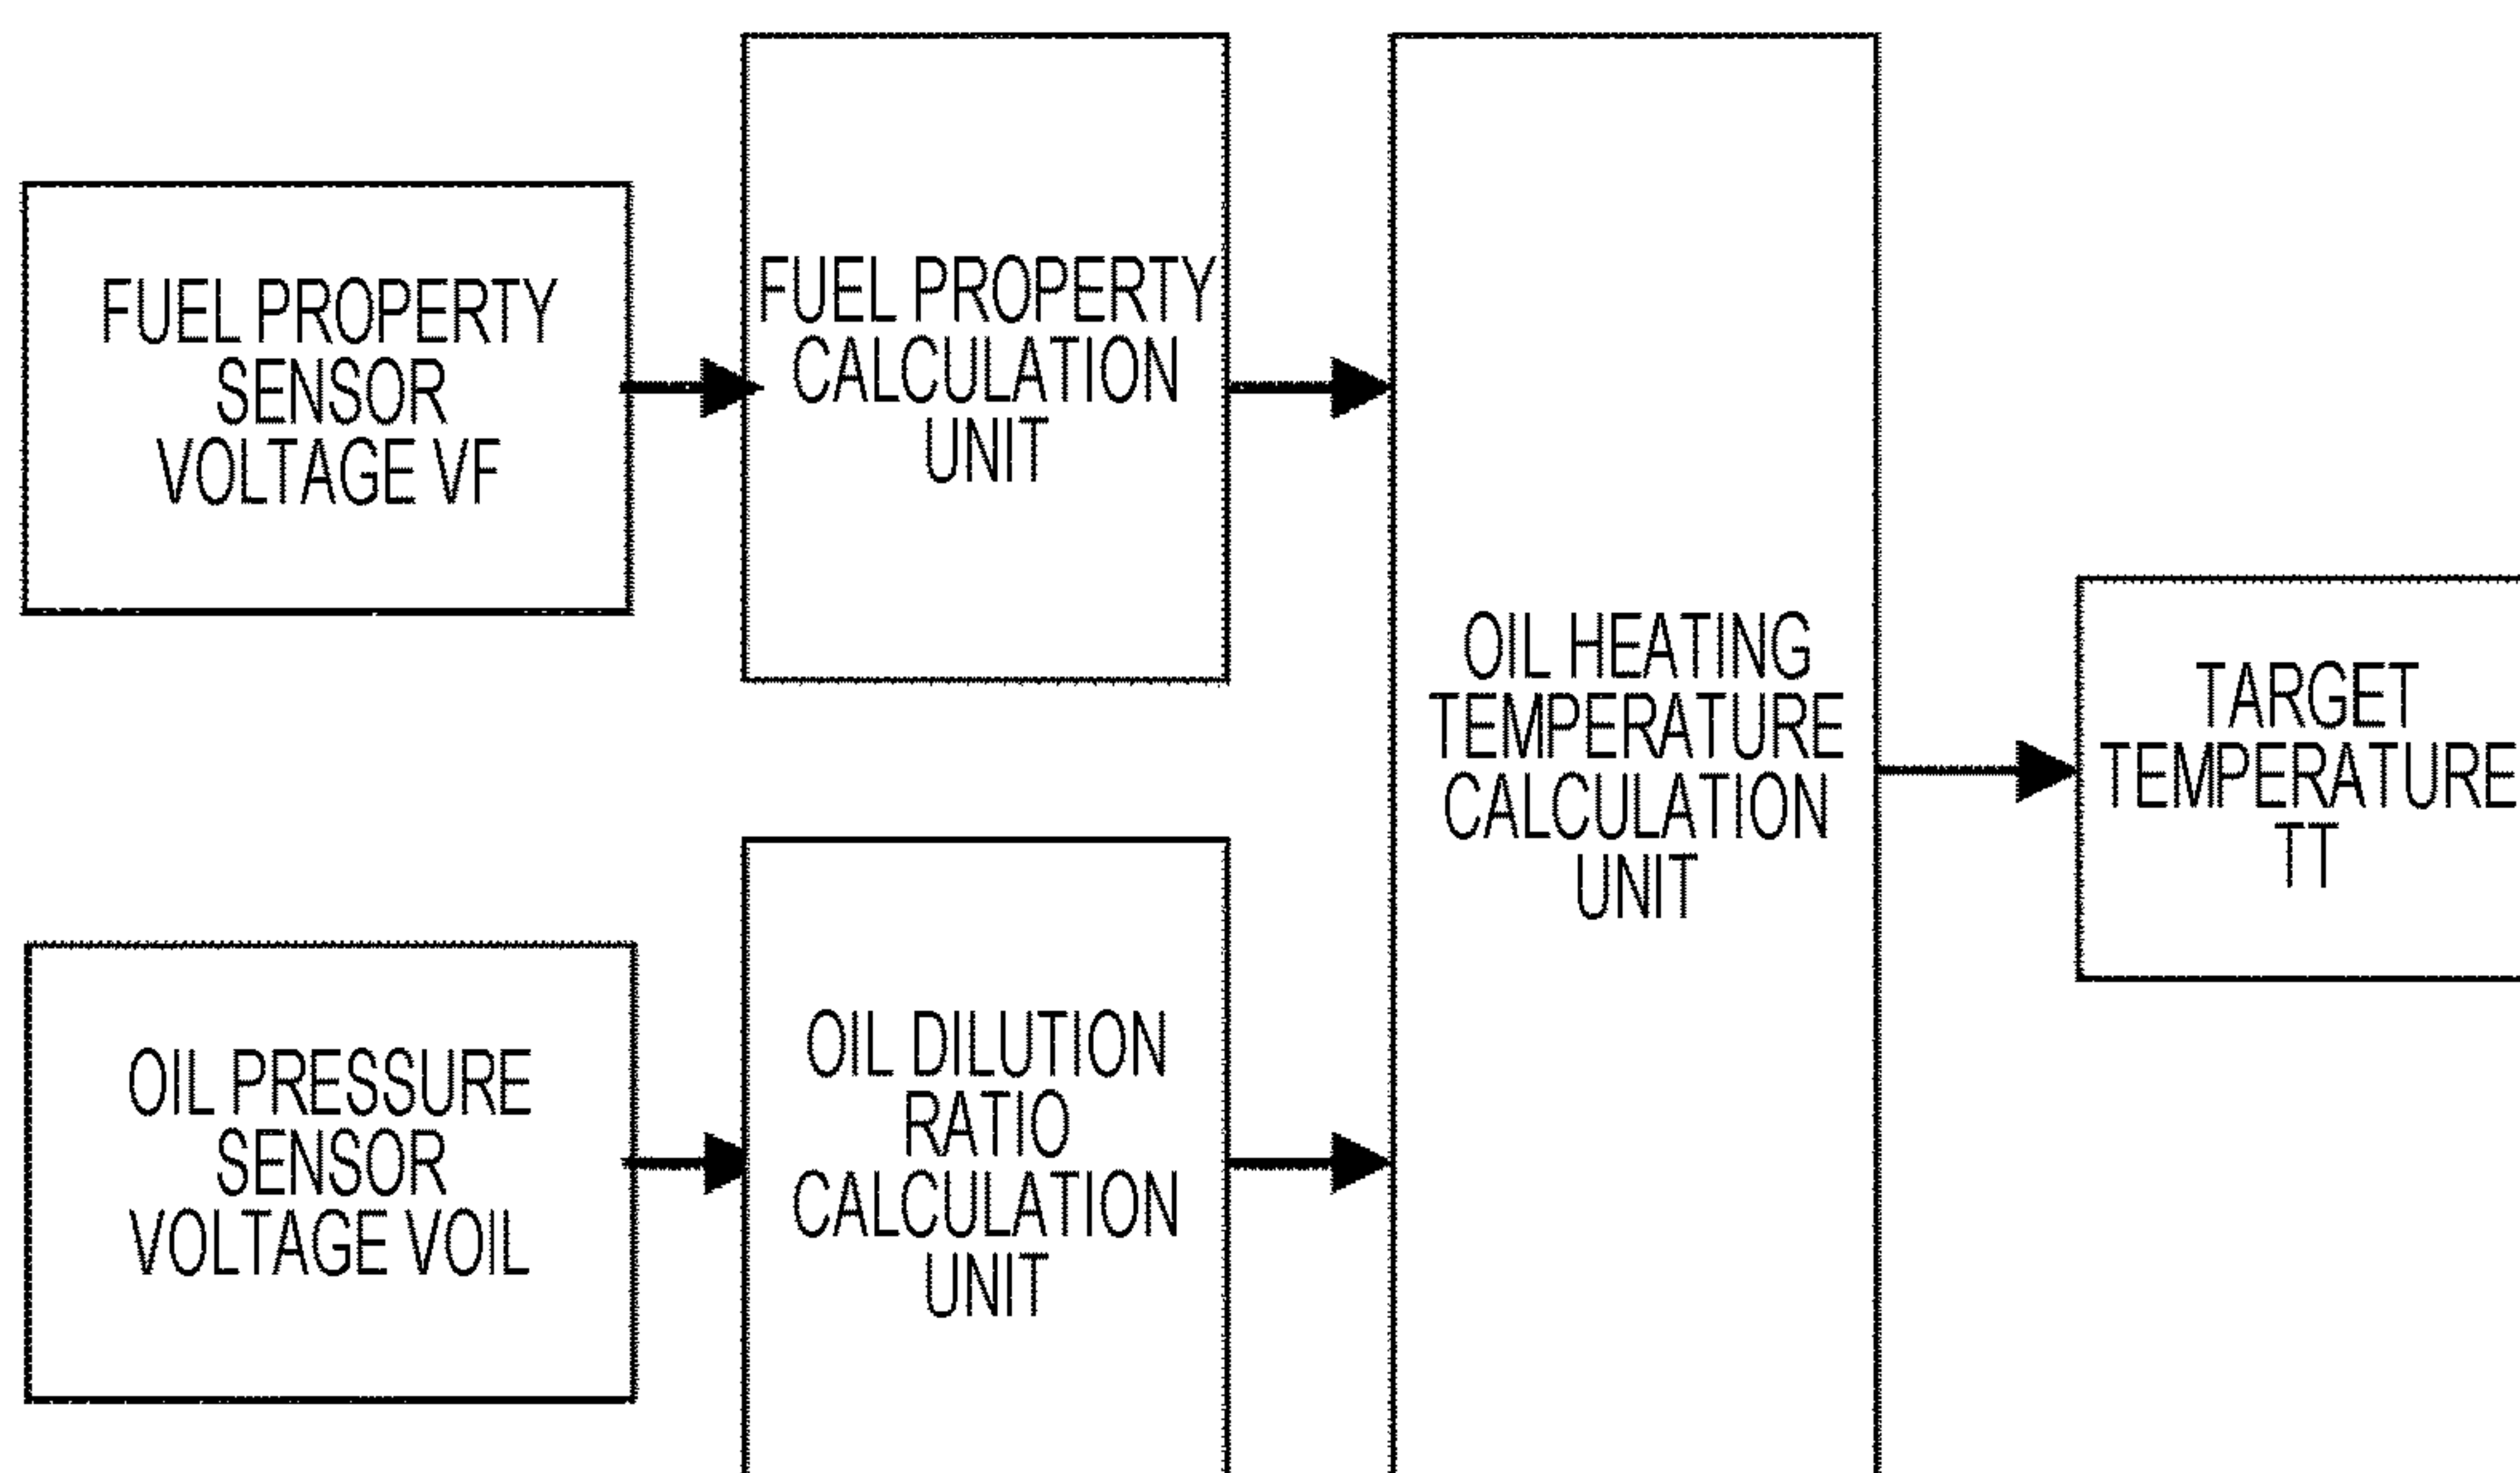 FUEL PROPERTY
SENSOR
VOLTAGE VF
FUEL PROPERTY
CALCULATION
UNIT
OIL PRESSURE
SENSOR
VOLTAGE VOIL
OIL DILUTION
RATIO
CALCULATION
UNIT
OIL HEATING
TEMPERATURE
CALCULATION
UNIT
TARGET
TEMPERATURE
TT